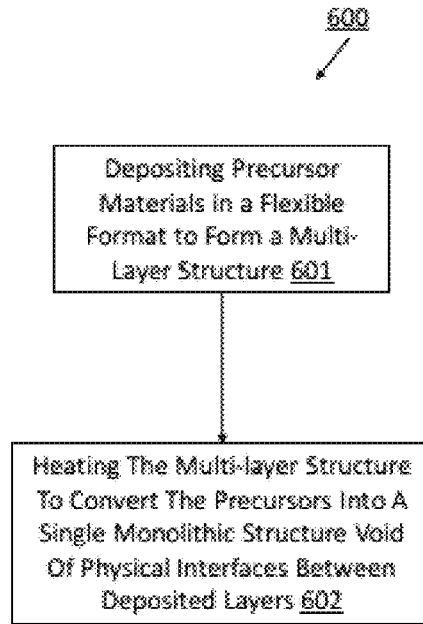 600
Depositing Precursor
Materials in a Flexible
Format to Form a Multi-
Layer Structure 601
Heating The Multi-layer Structure
To Convert The Precursors Into A
Single Monolithic Structure Void
Of Physical Interfaces Between
Deposited Layers 602